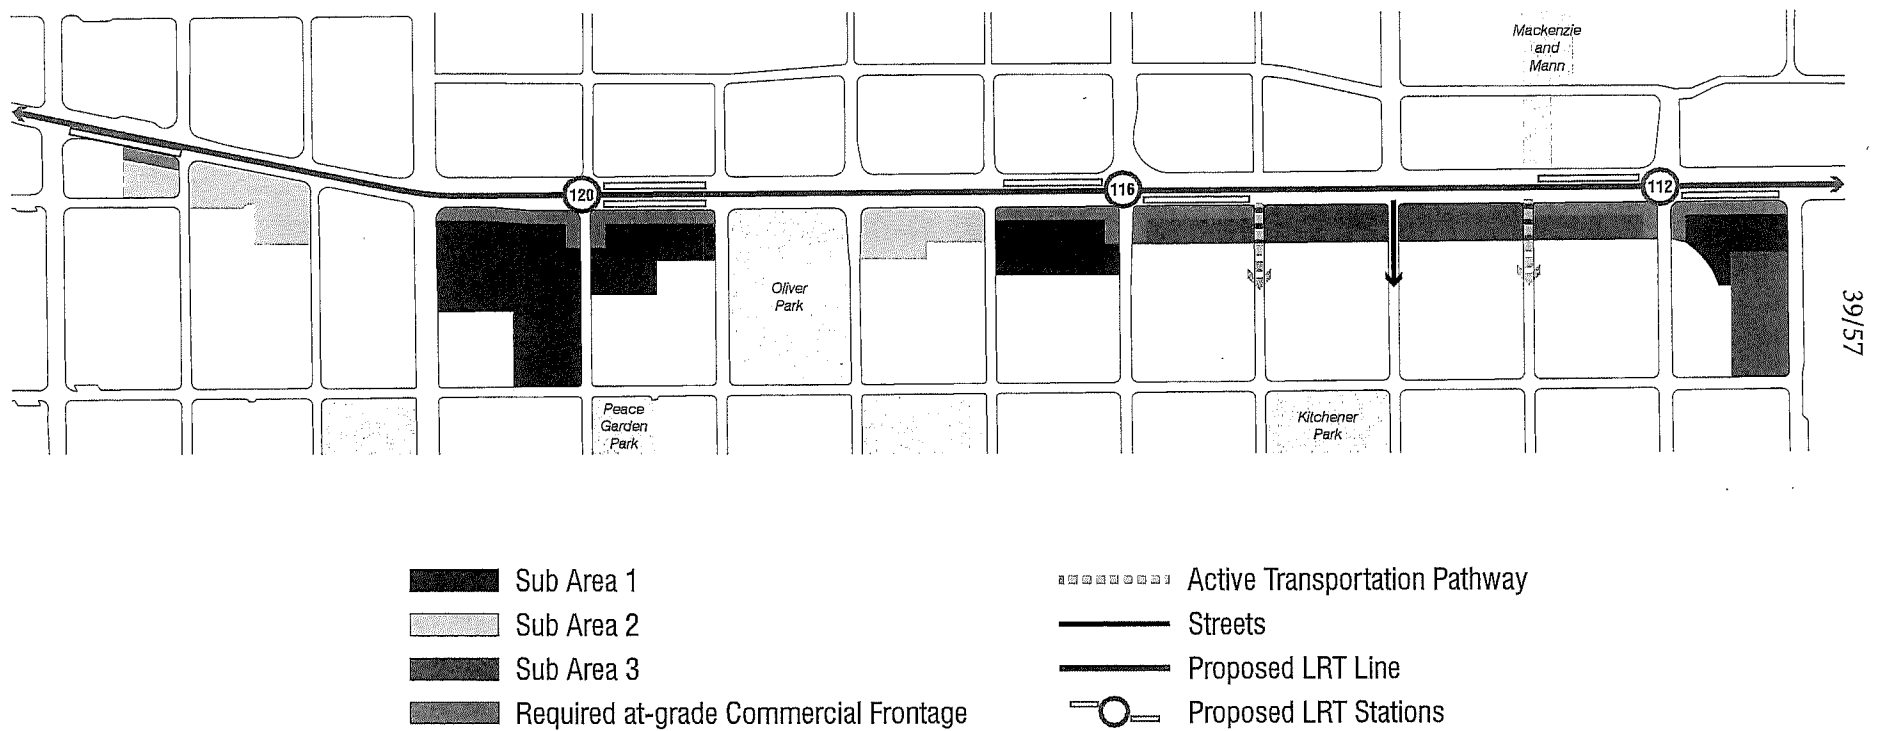 Mackenzie
and
Mann
120
116
112
Oliver
Park
39/57
Peace
Garden
Park
Kitchener
Park
Sub Area 1
Sub Area 2
Sub Area 3
Required at-grade Commercial Frontage
Active Transportation Pathway
Streets
Proposed LRT Line
Proposed LRT Stations